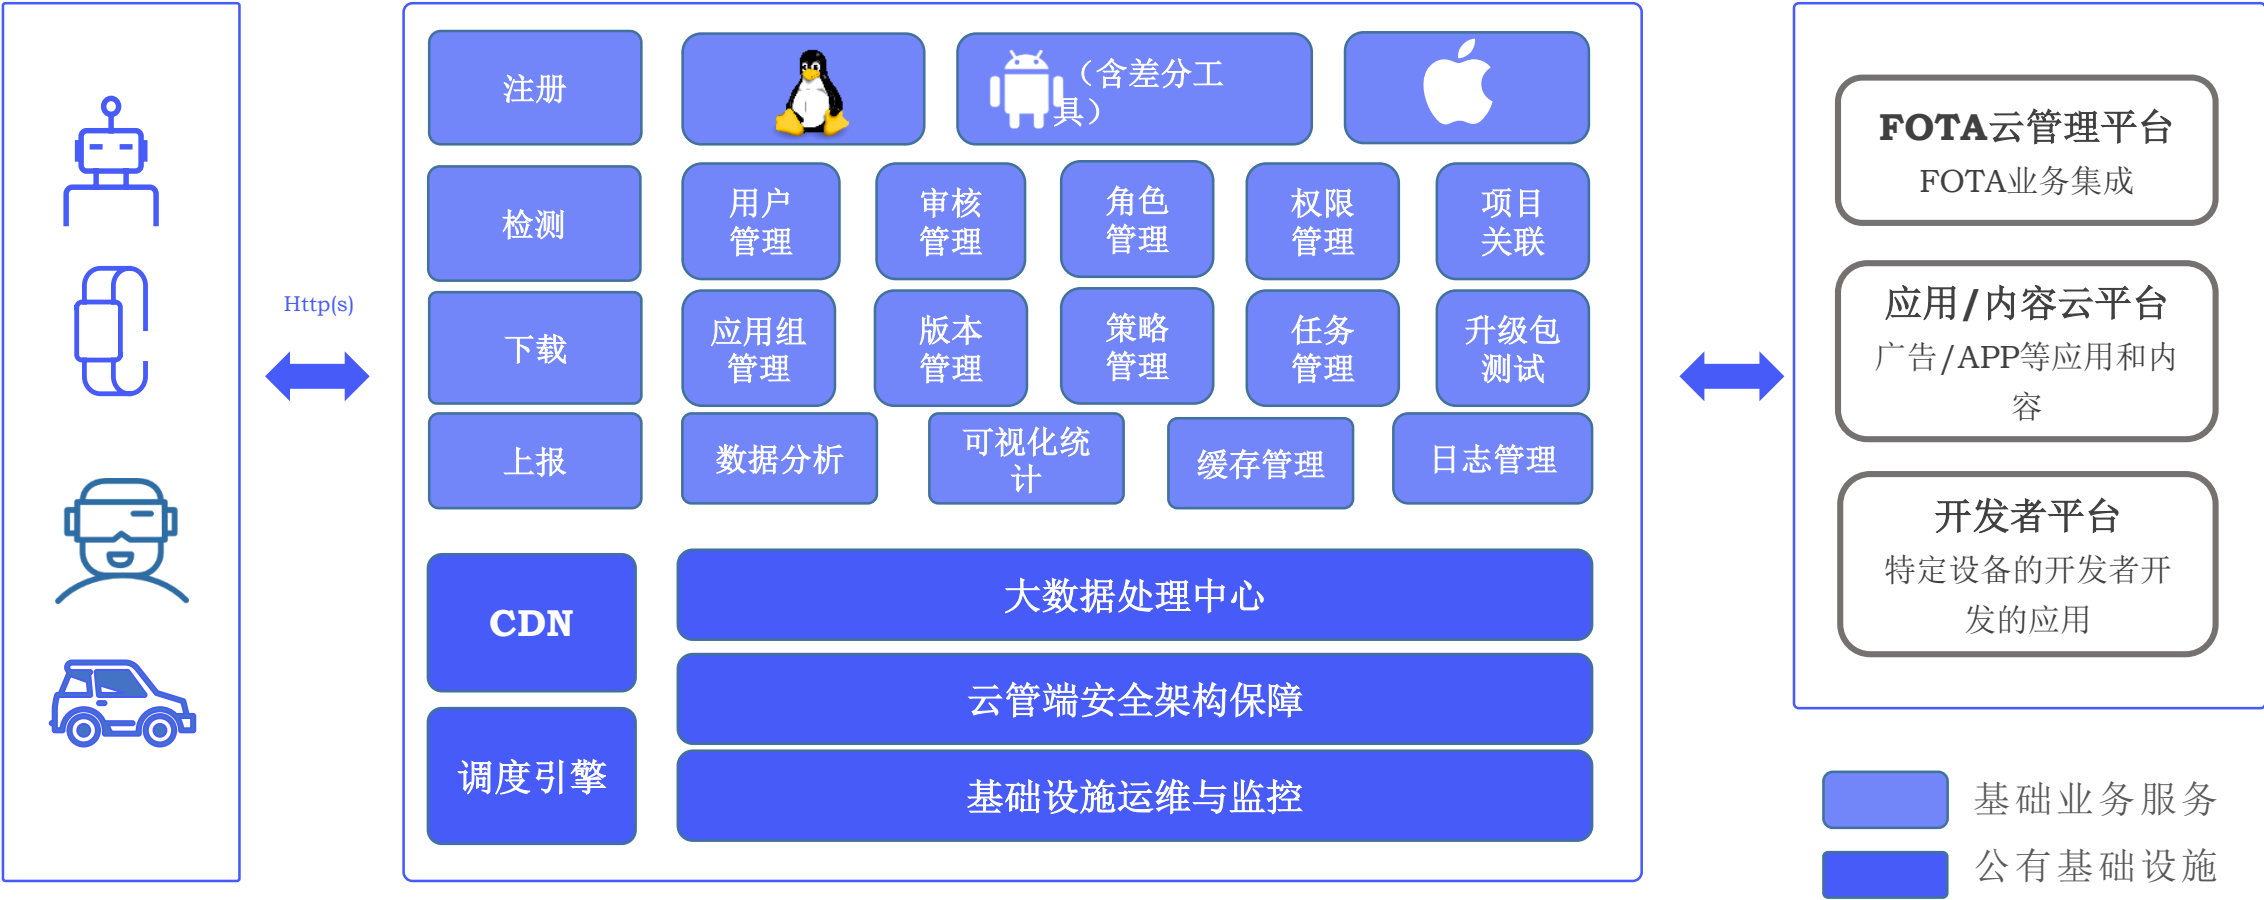 Http(s)
注册
（含差分工
具）
检测
用户
管理
审核
管理
角色
管理
权限
管理
项目
关联
下载
应用组
管理
版本
管理
策略
管理
任务
管理
升级包
测试
上报
数据分析
可视化统
计
缓存管理
日志管理
CDN
调度引擎
大数据处理中心
云管端安全架构保障
基础设施运维与监控
FOTA云管理平台
FOTA业务集成
应用/内容云平台
广告/APP等应用和内
容
开发者平台
特定设备的开发者开
发的应用
基础业务服务
公有基础设施